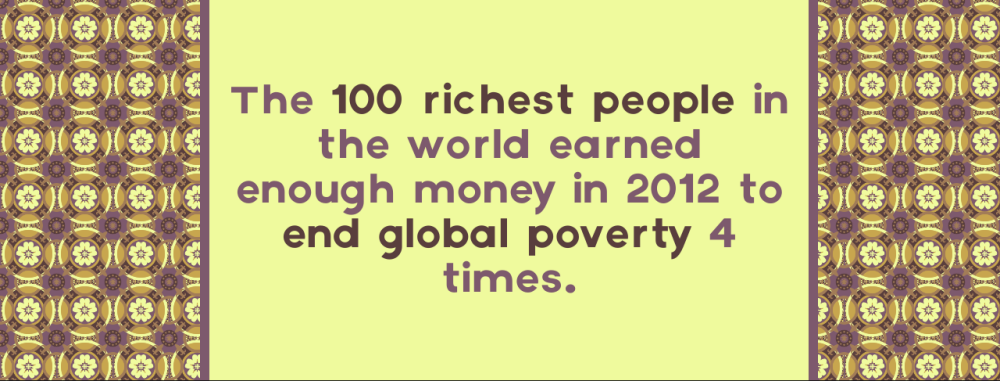 The 100 richest people in
the world earned
enough money in 2012 to
end global poverty 4
times.